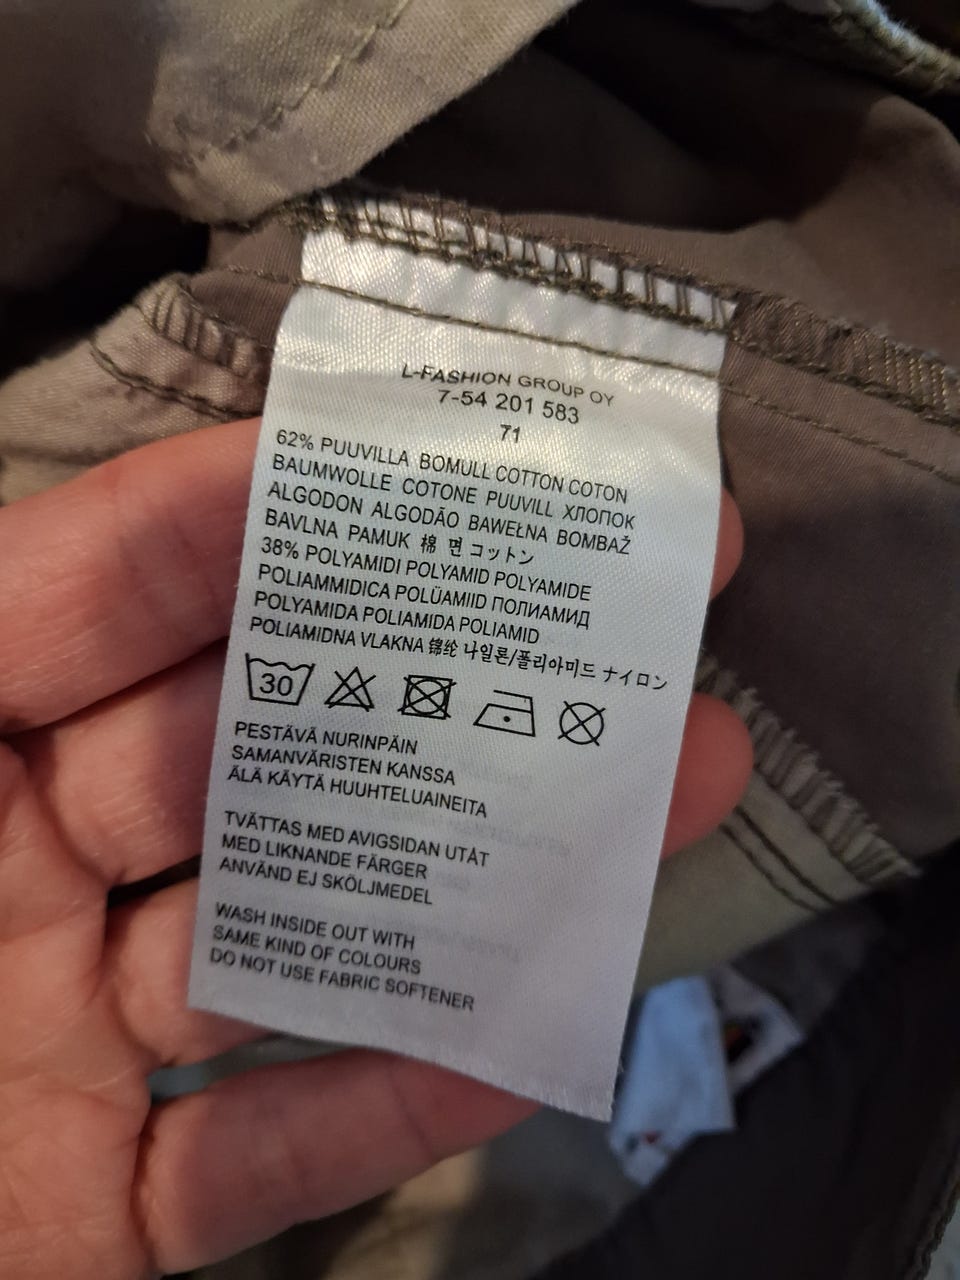 L-FASHION GROUP OY
7-54 201 583
71
62% PUUVILLA BOMULL COTTON COTON
BAUMWOLLE COTONE PUUVILL ХЛОПОК
ALGODON ALGODÃO BAWEŁNA BOMBAŽ
BAVLNA PAMUK 棉 면 コットン
38% POLYAMIDI POLYAMID POLYAMIDE
POLIAMMIDICA POLÜAMIID ПОЛИАМИД
POLYAMIDA POLIAMIDA POLIAMID
POLIAMIDNA VLAKNA 锦纶 나일론/폴리아미드 ナイロン
30
PESTÄVÄ NURINPÄIN
SAMANVÄRISTEN KANSSA
ÄLÄ KÄYTÄ HUUHTELUAINEITA
TVÄTTAS MED AVIGSIDAN UTÅT
MED LIKNANDE FÄRGER
ANVÄND EJ SKÖLJMEDEL
WASH INSIDE OUT WITH
SAME KIND OF COLOURS
DO NOT USE FABRIC SOFTENER